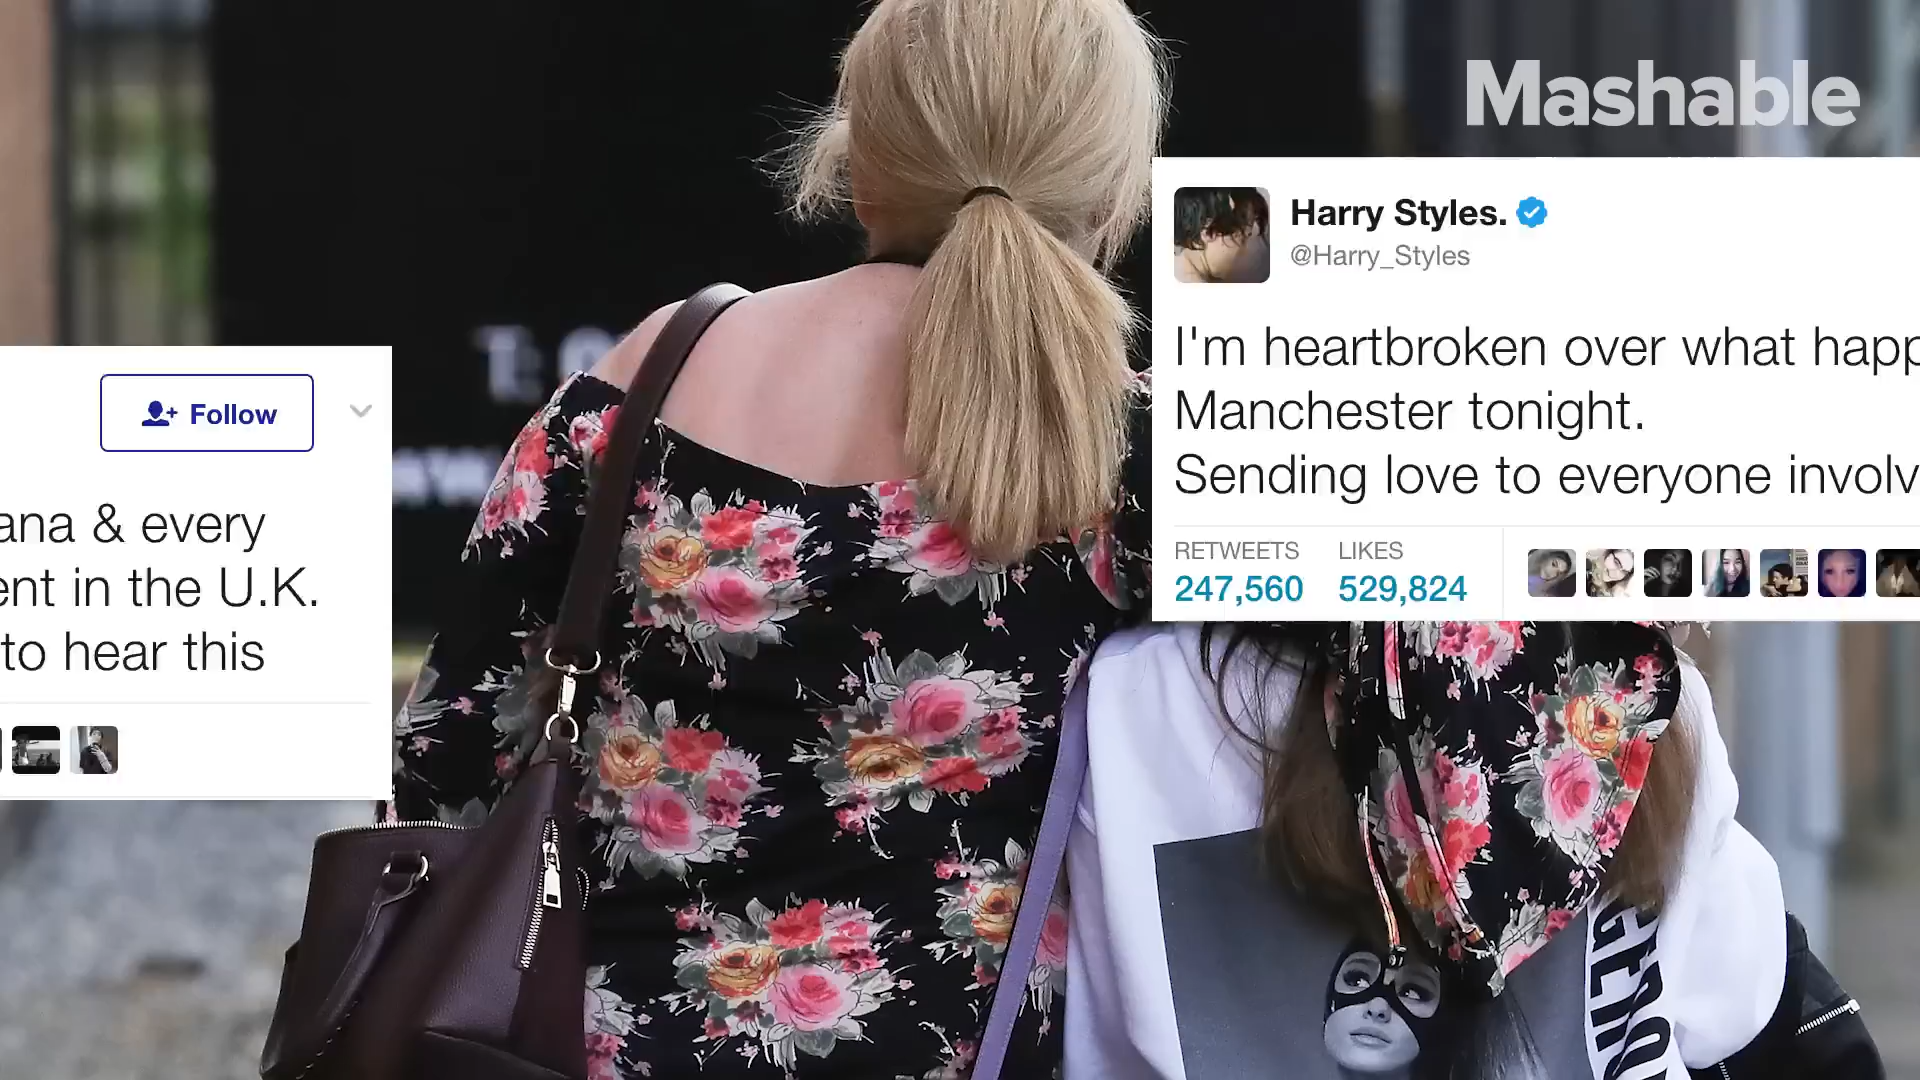 Mashable
Harry Styles.
@Harry_Styles
I'm heartbroken over what happ
Manchester tonight.
Sending love to everyone involv
RETWEETS LIKES
247,560 529,824
Follow
ana & every
ent in the U.K.
to hear this